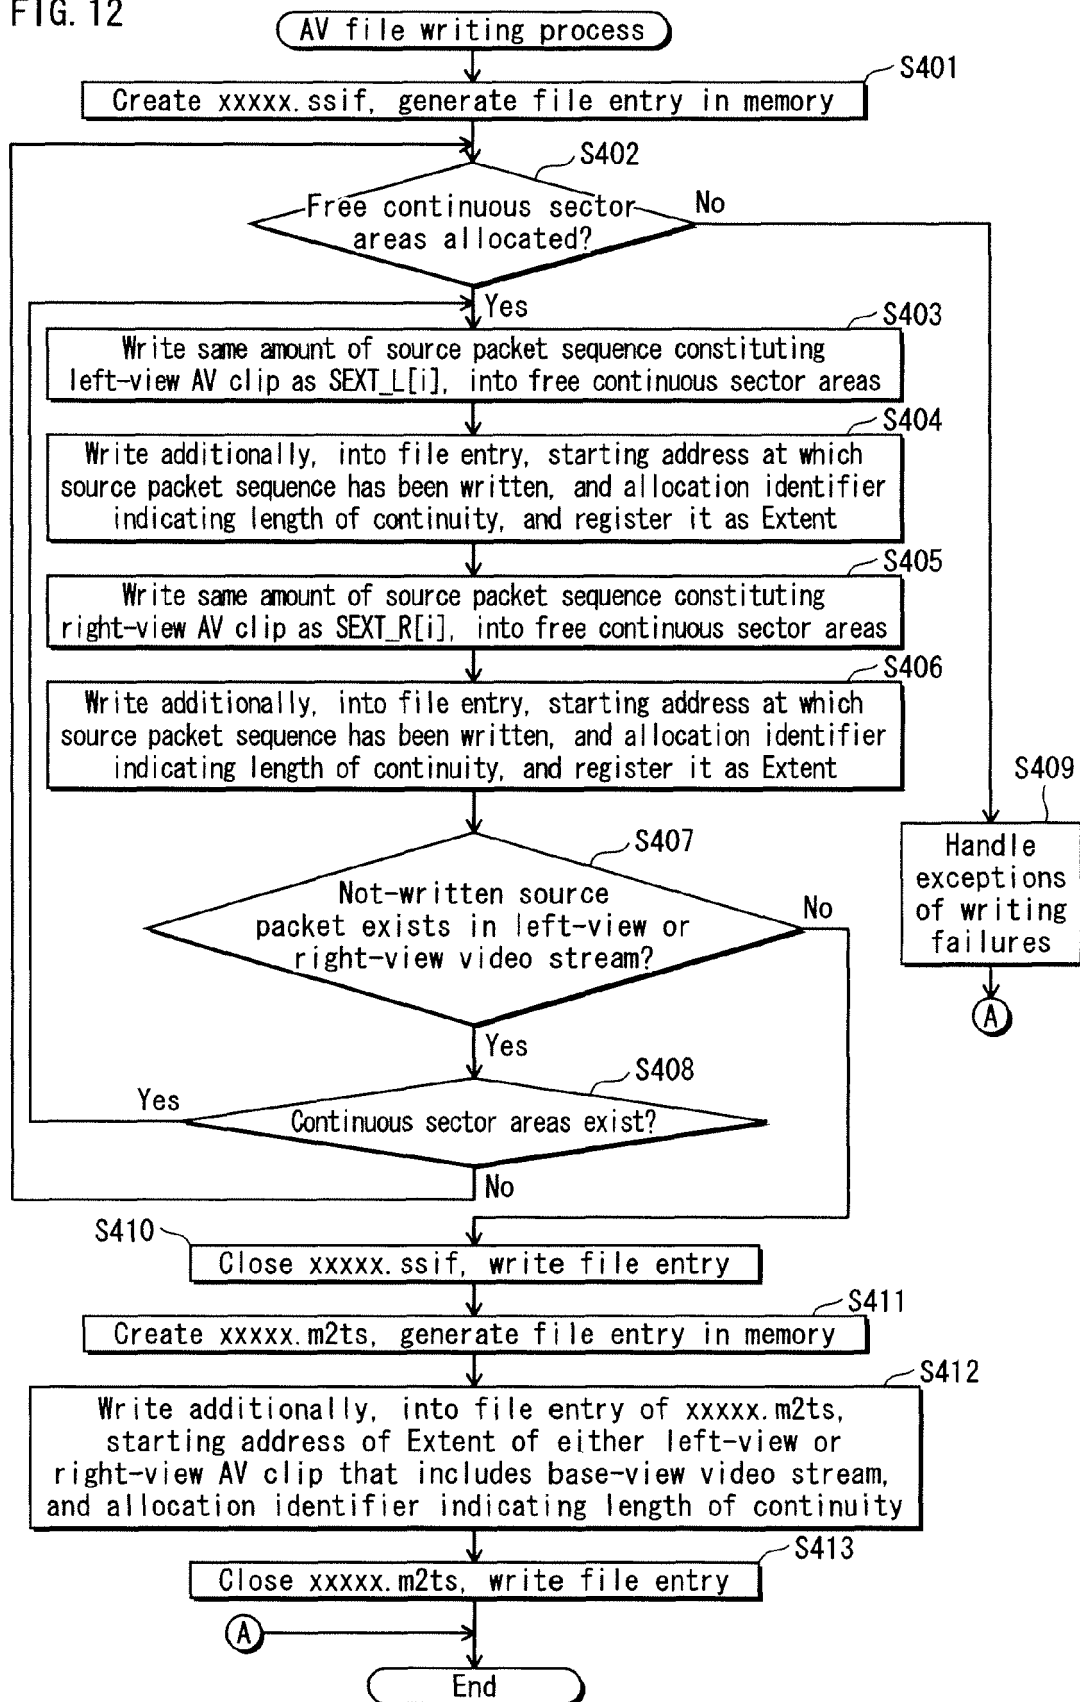 FIG. 12
AV file writing process
S401
Create xxxxx.ssif, generate file entry in memory
S402
Free continuous sector
areas allocated?
No
Yes
S403
Write same amount of source packet sequence constituting
left-view AV clip as SEXT_L[i], into free continuous sector areas
S404
Write additionally, into file entry, starting address at which
source packet sequence has been written, and allocation identifier
indicating length of continuity, and register it as Extent
S405
Write same amount of source packet sequence constituting
right-view AV clip as SEXT_R[i], into free continuous sector areas
S406
Write additionally, into file entry, starting address at which
source packet sequence has been written, and allocation identifier
indicating length of continuity, and register it as Extent
S409
Handle
exceptions
of writing
failures
A
S407
Not-written source
packet exists in left-view or
right-view video stream?
No
Yes
S408
Continuous sector areas exist?
Yes
No
S410
Close xxxxx.ssif, write file entry
S411
Create xxxxx.m2ts, generate file entry in memory
S412
Write additionally, into file entry of xxxxx.m2ts,
starting address of Extent of either left-view or
right-view AV clip that includes base-view video stream,
and allocation identifier indicating length of continuity
S413
Close xxxxx.m2ts, write file entry
A
End